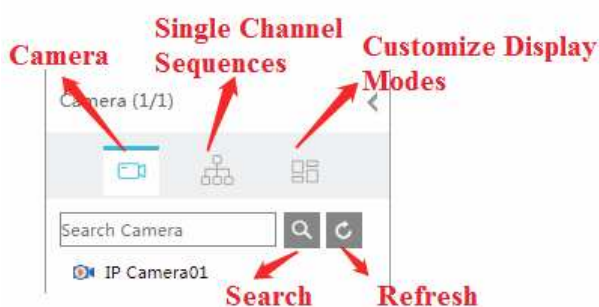 Single Channel
Sequences
Camera
Customize Display
Modes
Camera (1/1)
Search Camera
IP Camera01
Search
Refresh